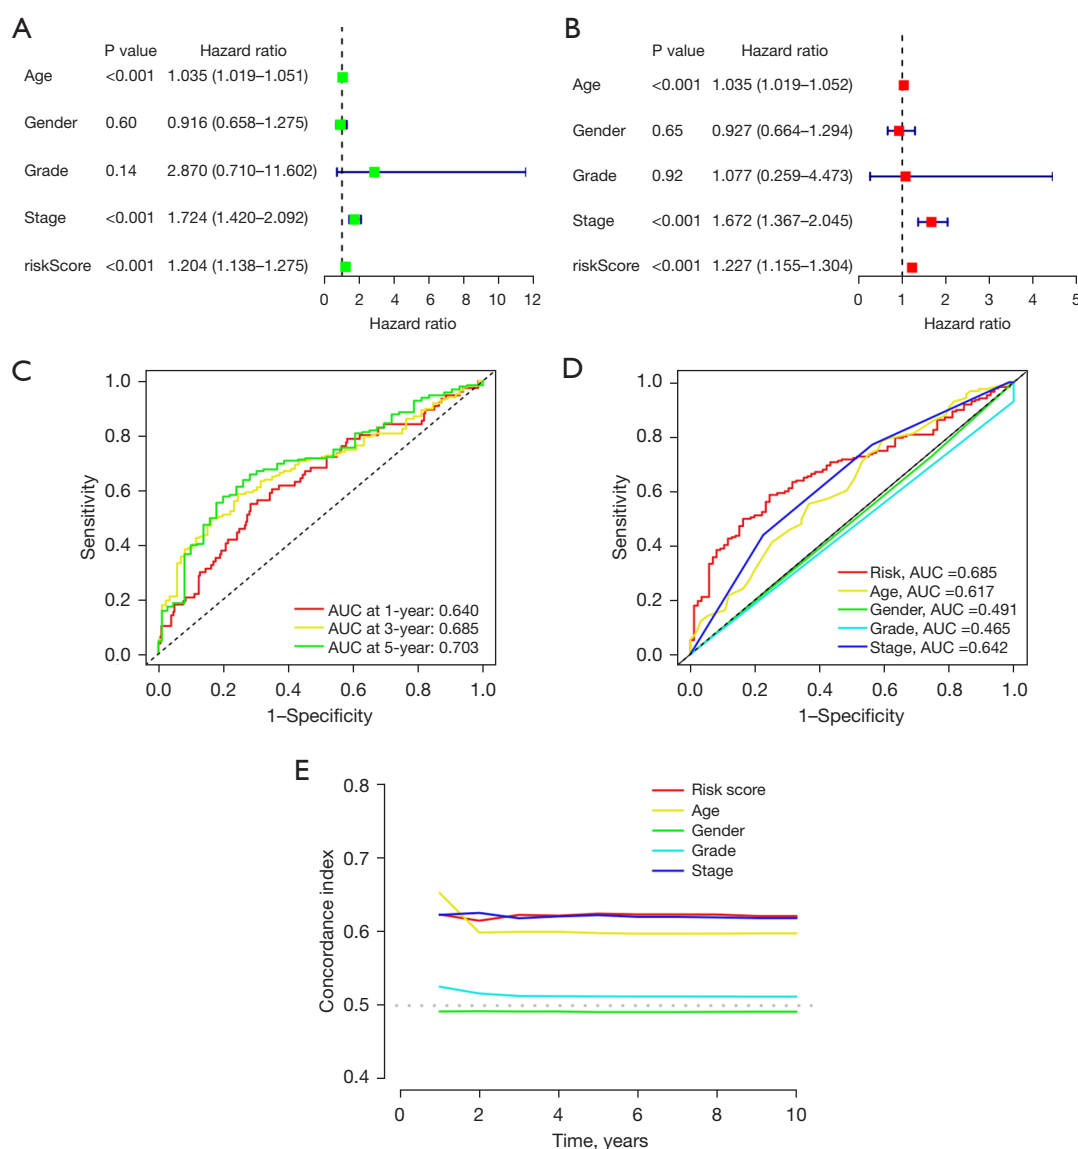 A
P value Hazard ratio
Age <0.001 1.035 (1.019–1.051)
Gender 0.60 0.916 (0.658–1.275)
Grade 0.14 2.870 (0.710–11.602)
Stage <0.001 1.724 (1.420–2.092)
riskScore <0.001 1.204 (1.138–1.275)
0 2 4 6 8 10 12
Hazard ratio
B
P value Hazard ratio
Age <0.001 1.035 (1.019–1.052)
Gender 0.65 0.927 (0.664–1.294)
Grade 0.92 1.077 (0.259–4.473)
Stage <0.001 1.672 (1.367–2.045)
riskScore <0.001 1.227 (1.155–1.304)
0 1 2 3 4 5
Hazard ratio
C
Sensitivity
1.0
0.8
0.6
0.4
0.2
0.0
AUC at 1-year: 0.640
AUC at 3-year: 0.685
AUC at 5-year: 0.703
0.0 0.2 0.4 0.6 0.8 1.0
1–Specificity
D
Sensitivity
1.0
0.8
0.6
0.4
0.2
0.0
Risk, AUC =0.685
Age, AUC =0.617
Gender, AUC =0.491
Grade, AUC =0.465
Stage, AUC =0.642
0.0 0.2 0.4 0.6 0.8 1.0
1–Specificity
E
Concordance index
0.8
0.7
0.6
0.5
0.4
Risk score
Age
Gender
Grade
Stage
0 2 4 6 8 10
Time, years